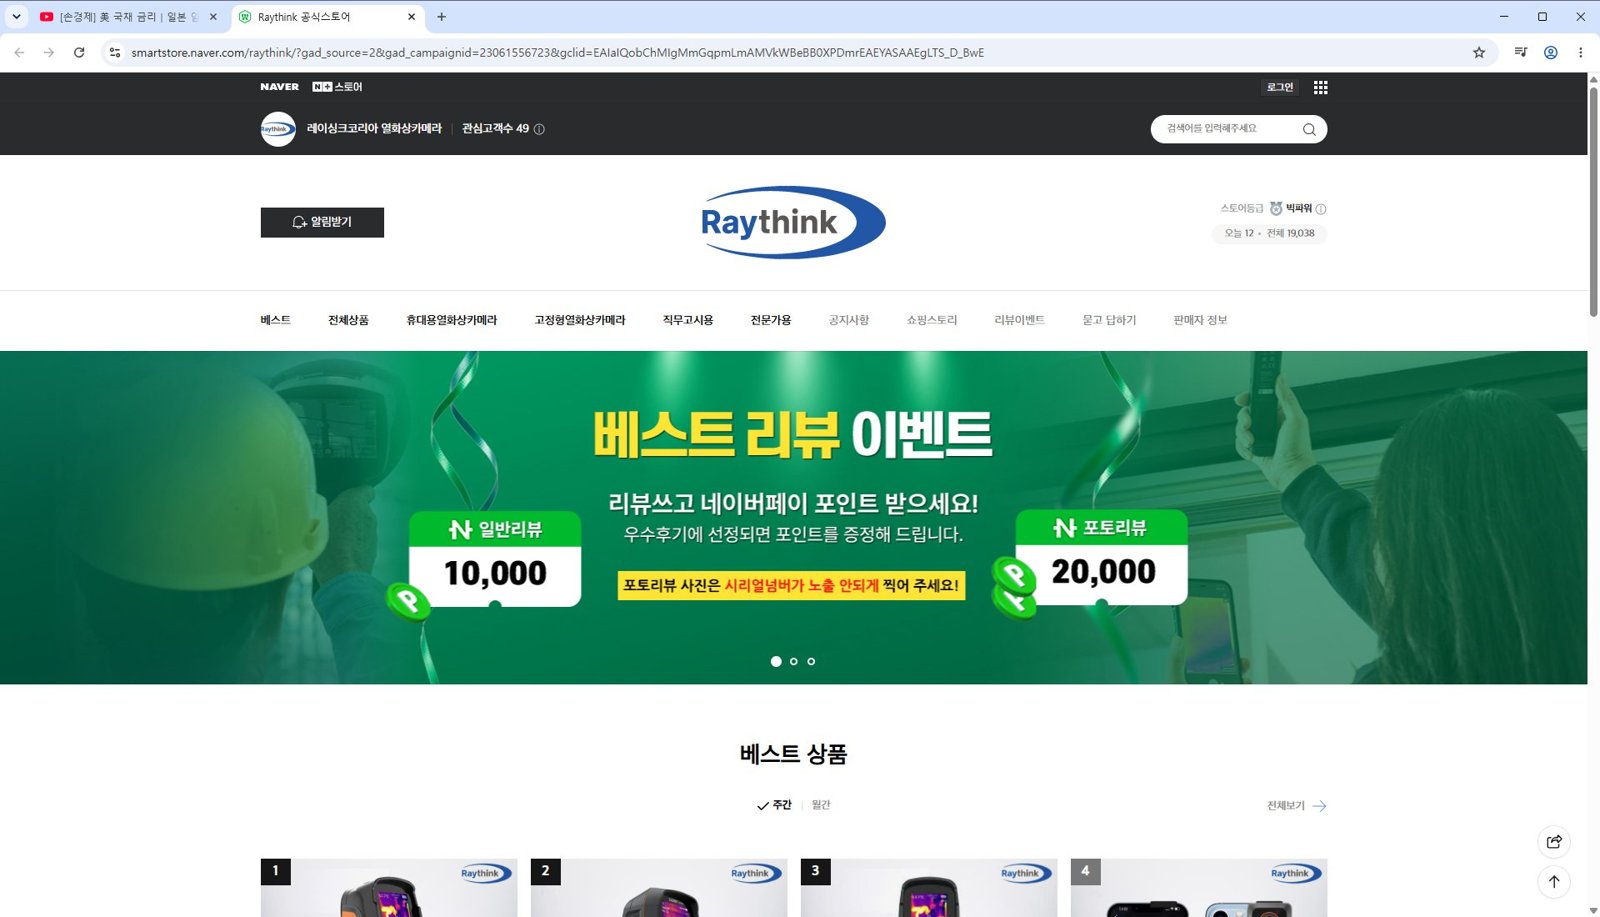 [손경제] 英 국채 금리 | 일본
Raythink 공식스토어
smartstore.naver.com/raythink/?gad_source=2&gad_campaignid=23061556723&gclid=EAIaIQobChMIgMmGqpmLmAMVkWBeBB0XPDmrEAEYASAAEgLTS_D_BwE
NAVER N+ 스토어
로그인
Raythink 레이싱크코리아 열화상카메라 | 관심고객수 49
검색어를 입력해주세요
알림받기
Raythink
스토어등급 빅파워
오늘 12 • 전체 19,038
베스트 전체상품 휴대용열화상카메라 고정형열화상카메라 직무고시용 전문가용 공지사항 쇼핑스토리 리뷰이벤트 묻고 답하기 판매자 정보
베스트 리뷰 이벤트
리뷰쓰고 네이버페이 포인트 받으세요!
우수후기에 선정되면 포인트를 증정해 드립니다.
포토리뷰 사진은 시리얼넘버가 노출 안되게 찍어 주세요!
N 일반리뷰
10,000
P
N 포토리뷰
20,000
P
P
베스트 상품
주간 | 월간
전체보기
1 Raythink
2 Raythink
3 Raythink
4 Raythink